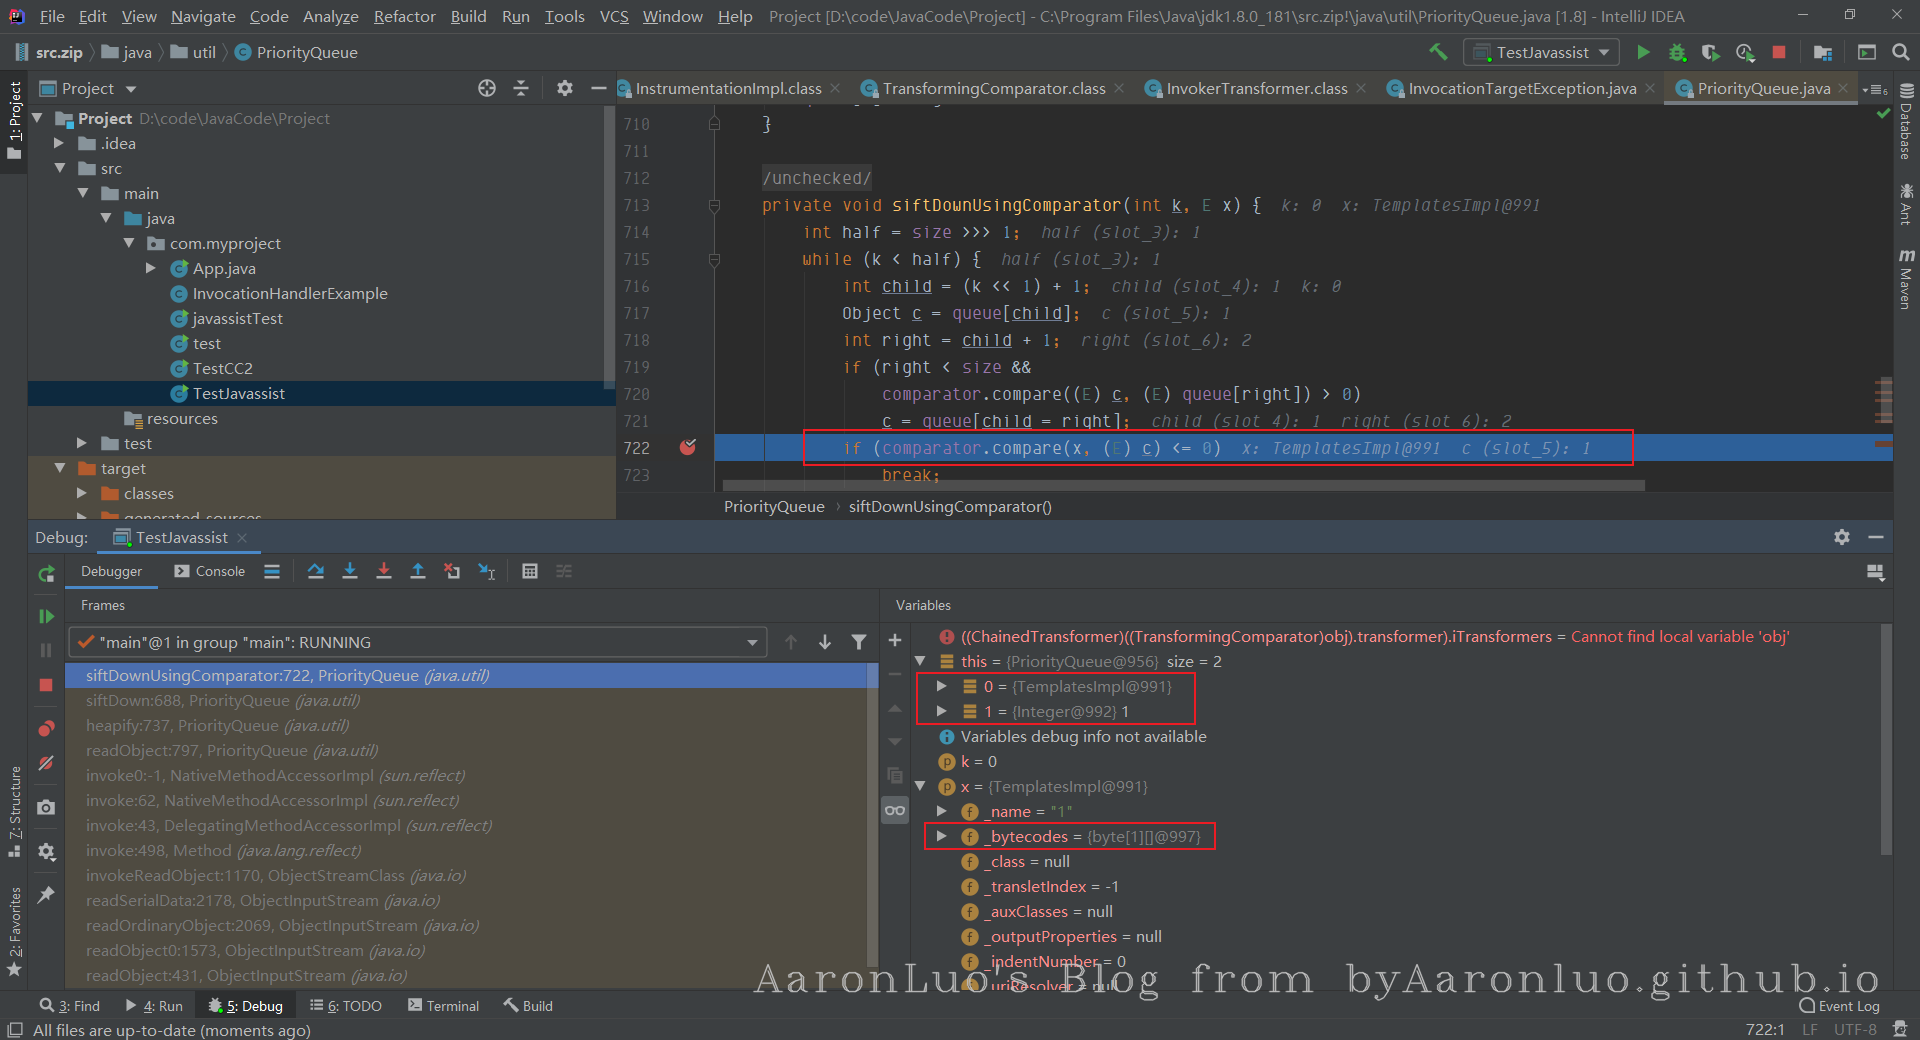 File Edit View Navigate Code Analyze Refactor Build Run Tools VCS Window Help Project [D:\code\JavaCode\Project] - C:\Program Files\Java\jdk1.8.0_181\src.zip!\java\util\PriorityQueue.java [1.8] - IntelliJ IDEA
src.zip java util PriorityQueue TestJavassist
Project InstrumentationImpl.class TransformingComparator.class InvokerTransformer.class InvocationTargetException.java PriorityQueue.java 6
1: Project
Project D:\code\JavaCode\Project
.idea
src
main
java
com.myproject
App.java
InvocationHandlerExample
javassistTest
test
TestCC2
TestJavassist
resources
test
target
classes
generated-sources
710 }
711
712 /unchecked/
713 private void siftDownUsingComparator(int k, E x) { k: 0 x: TemplatesImpl@991
714 int half = size >>> 1; half (slot_3): 1
715 while (k < half) { half (slot_3): 1
716 int child = (k << 1) + 1; child (slot_4): 1 k: 0
717 Object c = queue[child]; c (slot_5): 1
718 int right = child + 1; right (slot_6): 2
719 if (right < size &&
720 comparator.compare((E) c, (E) queue[right]) > 0)
721 c = queue[child = right]; child (slot_4): 1 right (slot_6): 2
722 if (comparator.compare(x, (E) c) <= 0) x: TemplatesImpl@991 c (slot_5): 1
723 break;
PriorityQueue › siftDownUsingComparator()
Database
Ant
Maven
Debug: TestJavassist
Debugger Console
Frames
"main"@1 in group "main": RUNNING
siftDownUsingComparator:722, PriorityQueue (java.util)
siftDown:688, PriorityQueue (java.util)
heapify:737, PriorityQueue (java.util)
readObject:797, PriorityQueue (java.util)
invoke0:-1, NativeMethodAccessorImpl (sun.reflect)
invoke:62, NativeMethodAccessorImpl (sun.reflect)
invoke:43, DelegatingMethodAccessorImpl (sun.reflect)
invoke:498, Method (java.lang.reflect)
invokeReadObject:1170, ObjectStreamClass (java.io)
readSerialData:2178, ObjectInputStream (java.io)
readOrdinaryObject:2069, ObjectInputStream (java.io)
readObject0:1573, ObjectInputStream (java.io)
readObject:431, ObjectInputStream (java.io)
Variables
((ChainedTransformer)((TransformingComparator)obj).transformer).iTransformers = Cannot find local variable 'obj'
this = {PriorityQueue@956} size = 2
0 = {TemplatesImpl@991}
1 = {Integer@992} 1
Variables debug info not available
k = 0
x = {TemplatesImpl@991}
_name = "1"
_bytecodes = {byte[1][]@997}
_class = null
_transletIndex = -1
_auxClasses = null
_outputProperties = null
_indentNumber = 0
_uriResolver = null
AaronLuo's Blog from byAaronluo.github.io
7: Structure
2: Favorites
3: Find 4: Run 5: Debug 6: TODO Terminal Build Event Log
All files are up-to-date (moments ago) 722:1 LF UTF-8